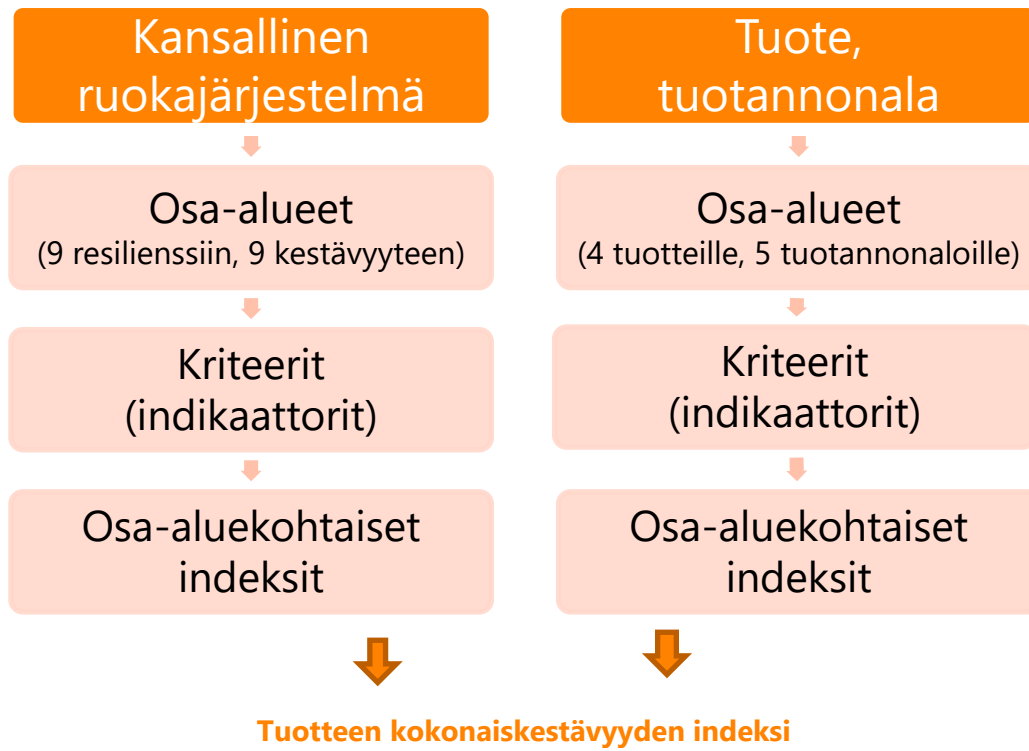 Kansallinen
ruokajärjestelmä
Osa-alueet
(9 resilienssiin, 9 kestävyyteen)
Kriteerit
(indikaattorit)
Osa-aluekohtaiset
indeksit
Tuote,
tuotannonala
Osa-alueet
(4 tuotteille, 5 tuotannonaloille)
Kriteerit
(indikaattorit)
Osa-aluekohtaiset
indeksit
Tuotteen kokonaiskestävyyden indeksi